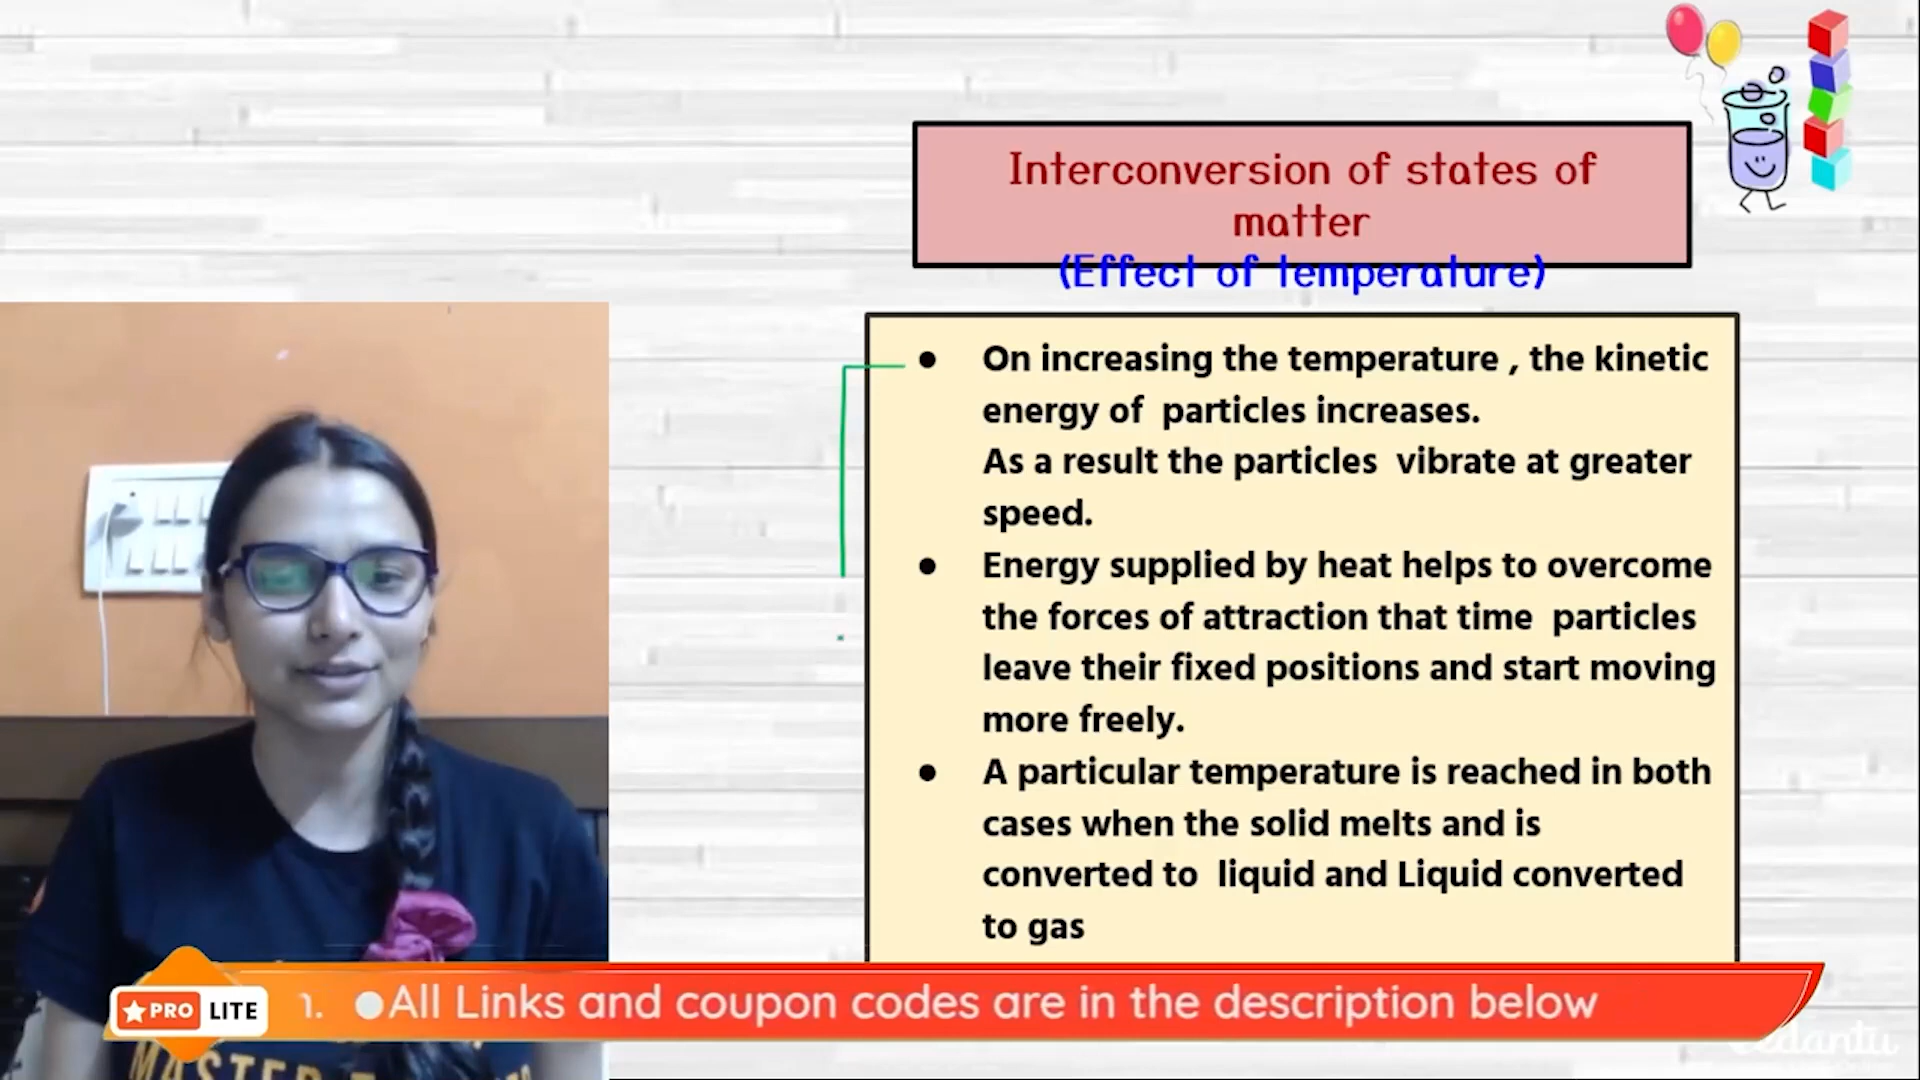 Interconversion of states of
matter
(Effect of temperature)
● On increasing the temperature , the kinetic
energy of particles increases.
As a result the particles vibrate at greater
speed.
● Energy supplied by heat helps to overcome
the forces of attraction that time particles
leave their fixed positions and start moving
more freely.
● A particular temperature is reached in both
cases when the solid melts and is
converted to liquid and Liquid converted
to gas
PRO LITE
1. ●All Links and coupon codes are in the description below
MASTER